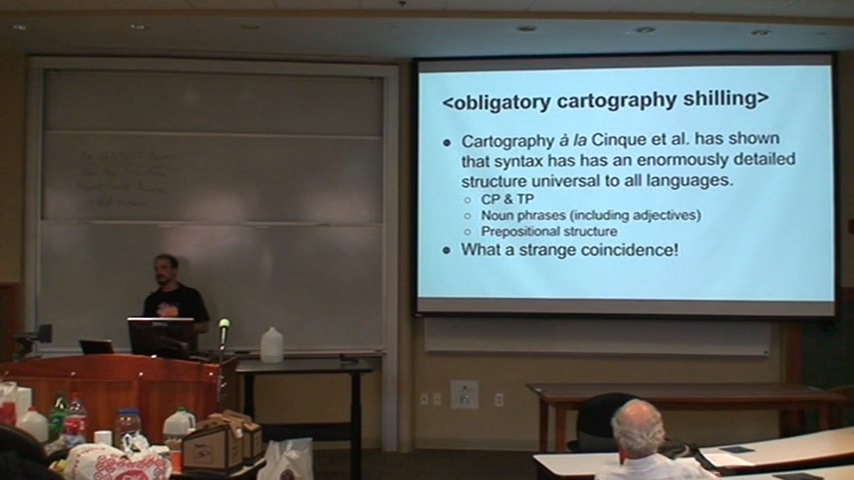 <obligatory cartography shilling>
● Cartography à la Cinque et al. has shown
that syntax has has an enormously detailed
structure universal to all languages.
○ CP & TP
○ Noun phrases (including adjectives)
○ Prepositional structure
● What a strange coincidence!